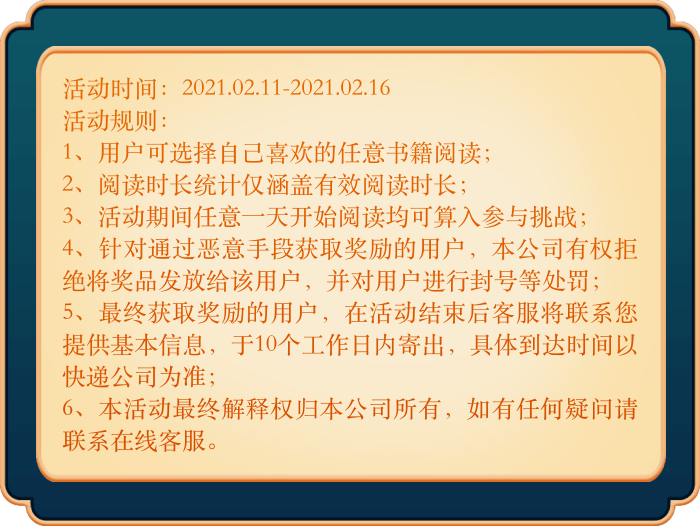 活动时间：2021.02.11-2021.02.16
活动规则：
1、用户可选择自己喜欢的任意书籍阅读；
2、阅读时长统计仅涵盖有效阅读时长；
3、活动期间任意一天开始阅读均可算入参与挑战；
4、针对通过恶意手段获取奖励的用户，本公司有权拒
绝将奖品发放给该用户，并对用户进行封号等处罚；
5、最终获取奖励的用户，在活动结束后客服将联系您
提供基本信息，于10个工作日内寄出，具体到达时间以
快递公司为准；
6、本活动最终解释权归本公司所有，如有任何疑问请
联系在线客服。